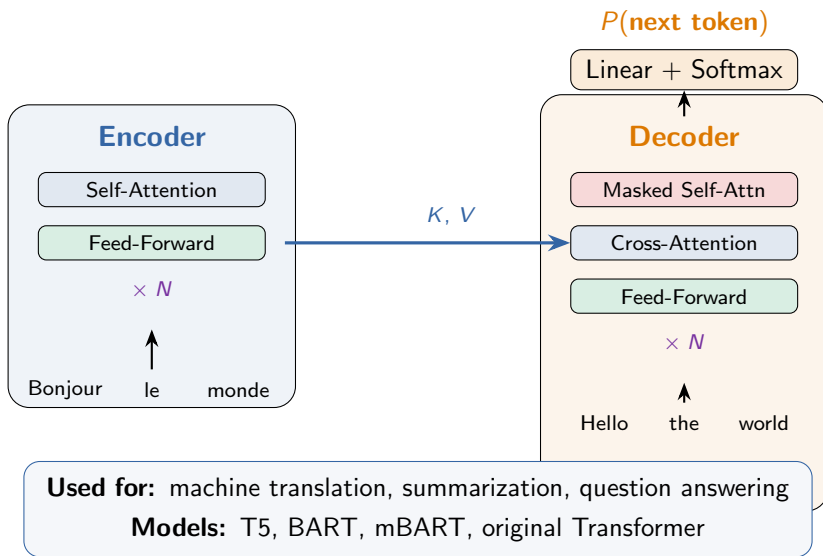 P(next token)
Linear + Softmax
Encoder
Self-Attention
Feed-Forward
× N
Bonjour le monde
K, V
Decoder
Masked Self-Attn
Cross-Attention
Feed-Forward
× N
Hello the world
Used for: machine translation, summarization, question answering
Models: T5, BART, mBART, original Transformer